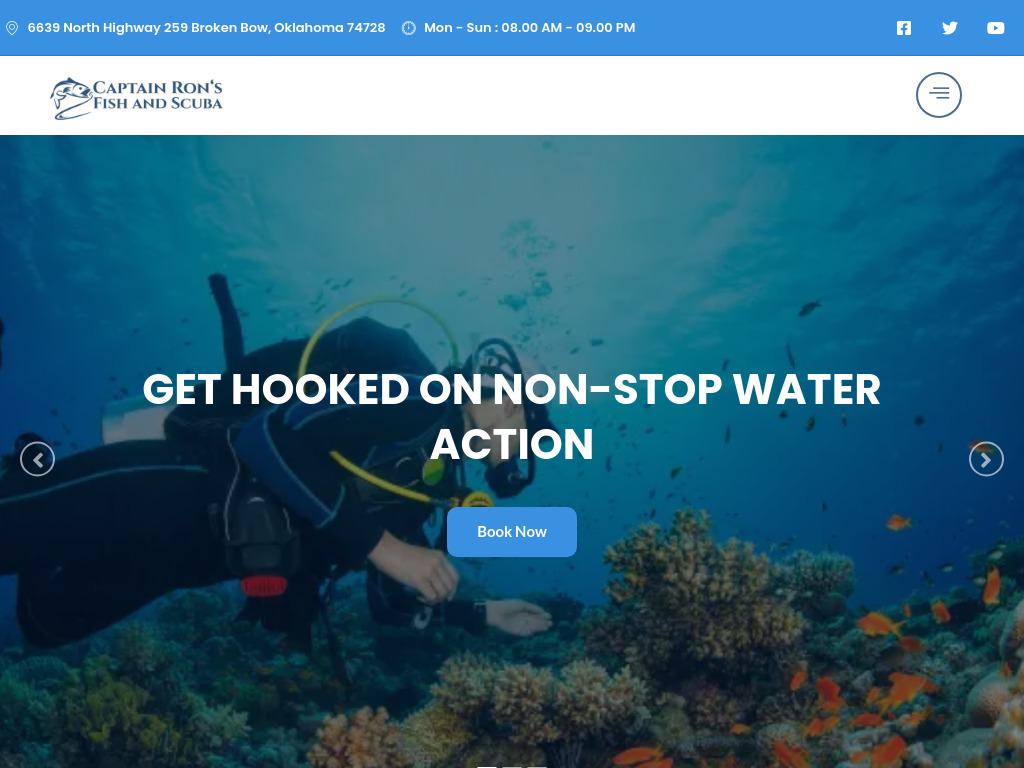 6639 North Highway 259 Broken Bow, Oklahoma 74728
Mon - Sun : 08.00 AM - 09.00 PM
Captain Ron's
Fish and Scuba
GET HOOKED ON NON-STOP WATER
ACTION
Book Now